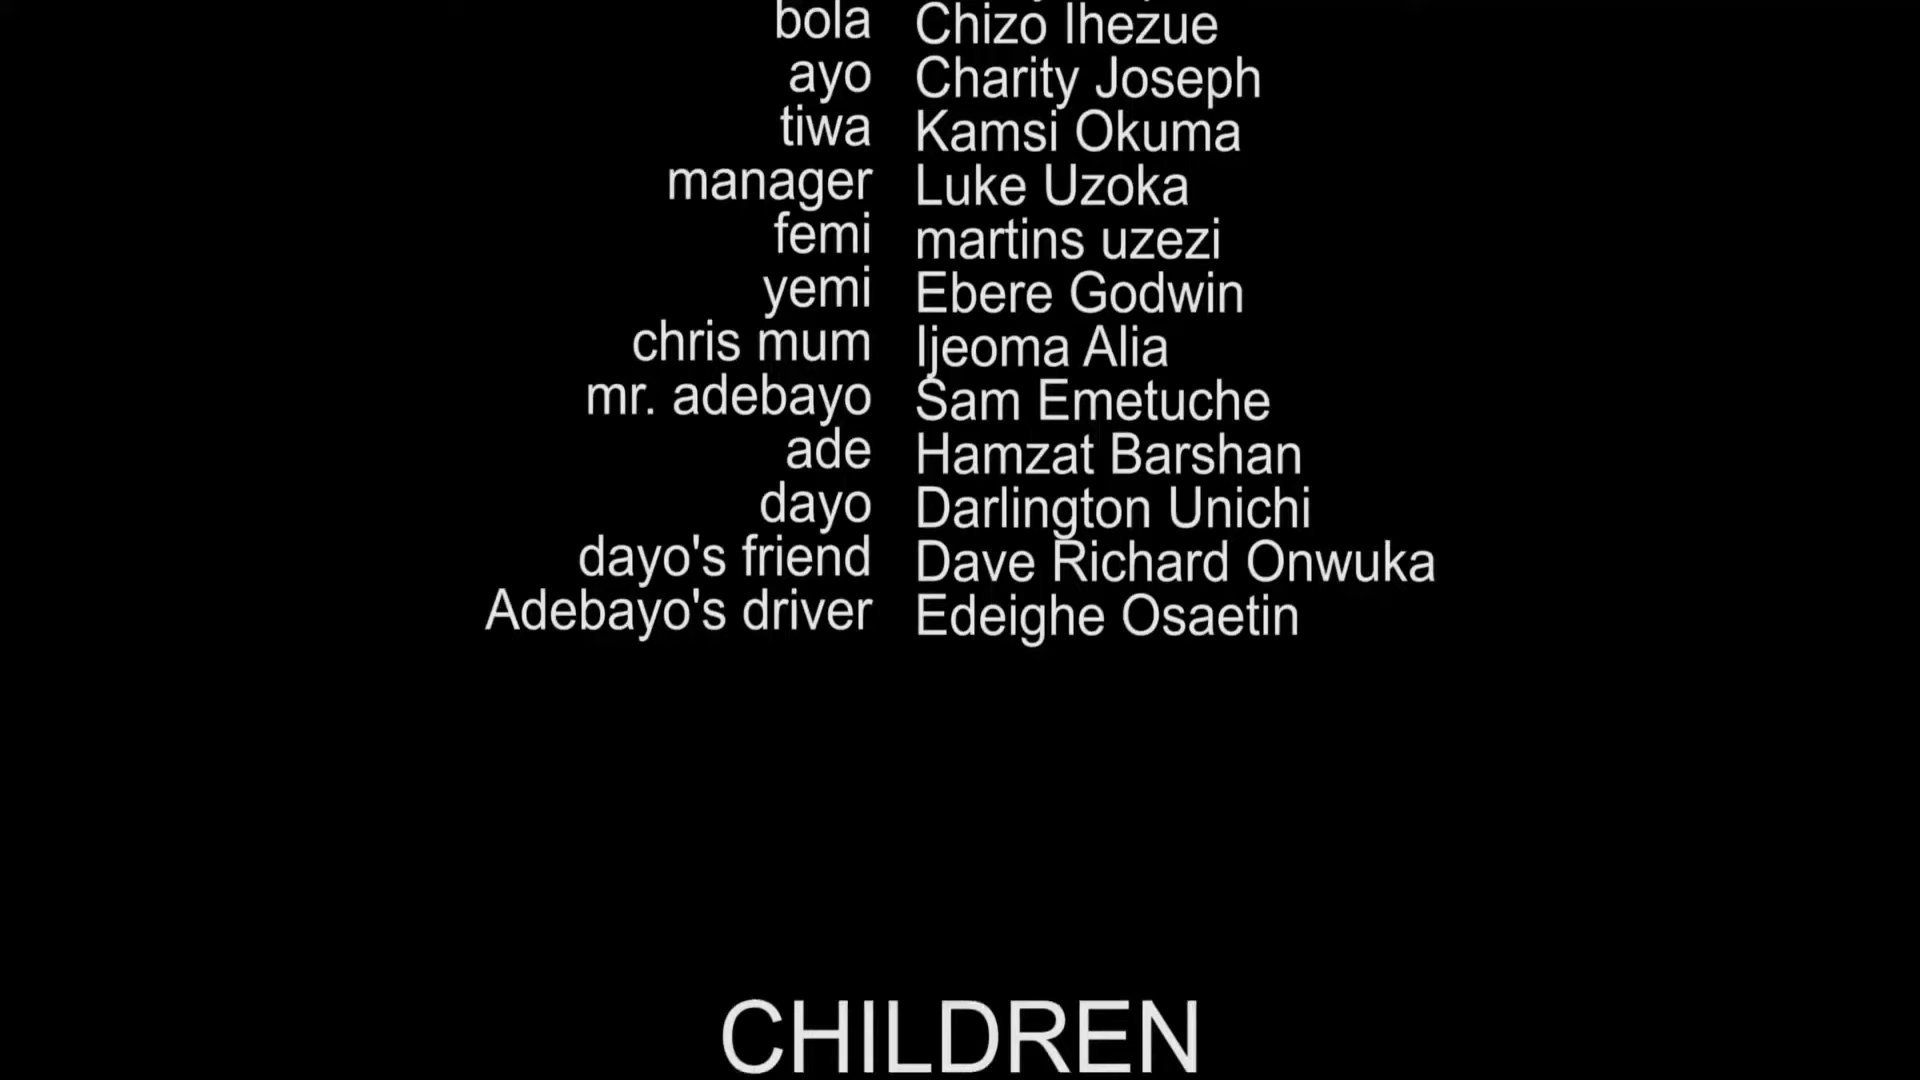 bola Chizo Ihezue
ayo Charity Joseph
tiwa Kamsi Okuma
manager Luke Uzoka
femi martins uzezi
yemi Ebere Godwin
chris mum Ijeoma Alia
mr. adebayo Sam Emetuche
ade Hamzat Barshan
dayo Darlington Unichi
dayo's friend Dave Richard Onwuka
Adebayo's driver Edeighe Osaetin
CHILDREN